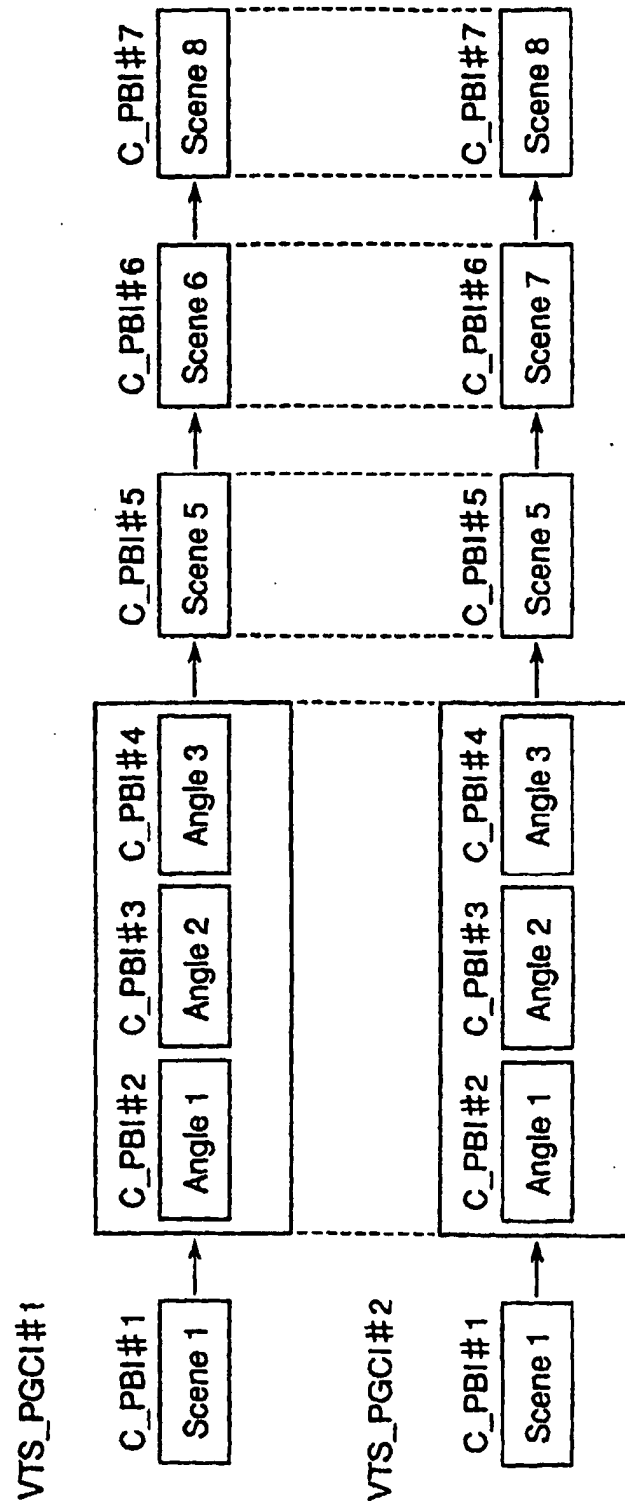 VTS_PGCI#1
C_PBI#1
Scene 1
C_PBI#2
Angle 1
C_PBI#3
Angle 2
C_PBI#4
Angle 3
C_PBI#5
Scene 5
C_PBI#6
Scene 6
C_PBI#7
Scene 8
VTS_PGCI#2
C_PBI#1
Scene 1
C_PBI#2
Angle 1
C_PBI#3
Angle 2
C_PBI#4
Angle 3
C_PBI#5
Scene 5
C_PBI#6
Scene 7
C_PBI#7
Scene 8